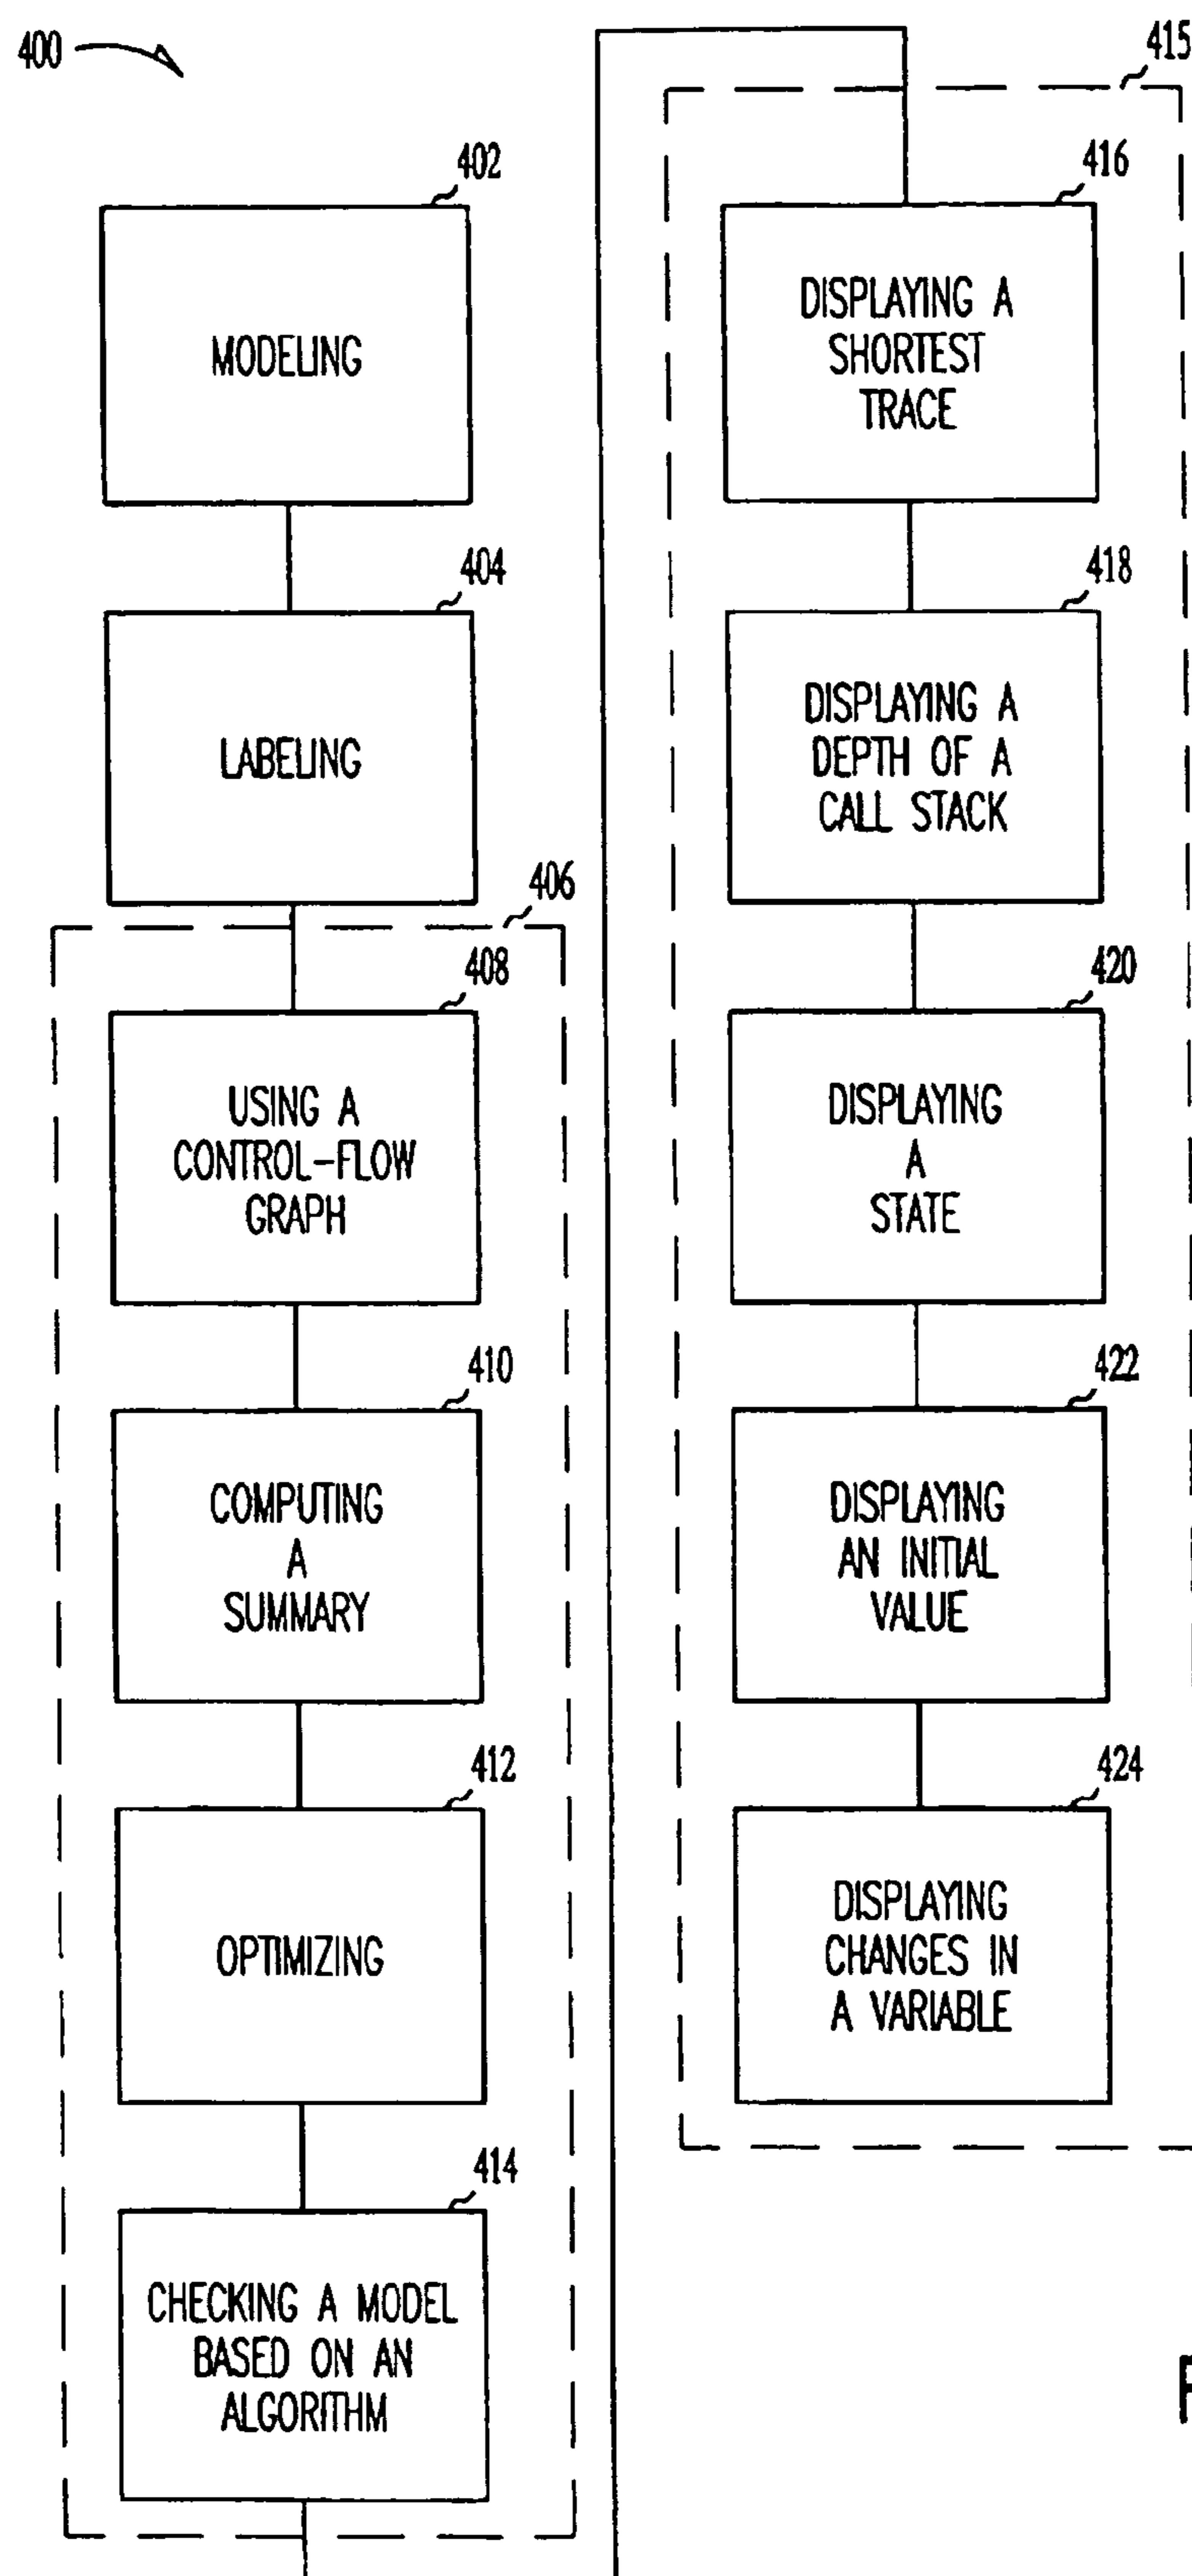 400
402
MODELING
404
LABELING
406
408
USING A
CONTROL-FLOW
GRAPH
410
COMPUTING
A
SUMMARY
412
OPTIMIZING
414
CHECKING A MODEL
BASED ON AN
ALGORITHM
415
416
DISPLAYING A
SHORTEST
TRACE
418
DISPLAYING A
DEPTH OF A
CALL STACK
420
DISPLAYING
A
STATE
422
DISPLAYING
AN INITIAL
VALUE
424
DISPLAYING
CHANGES IN
A VARIABLE